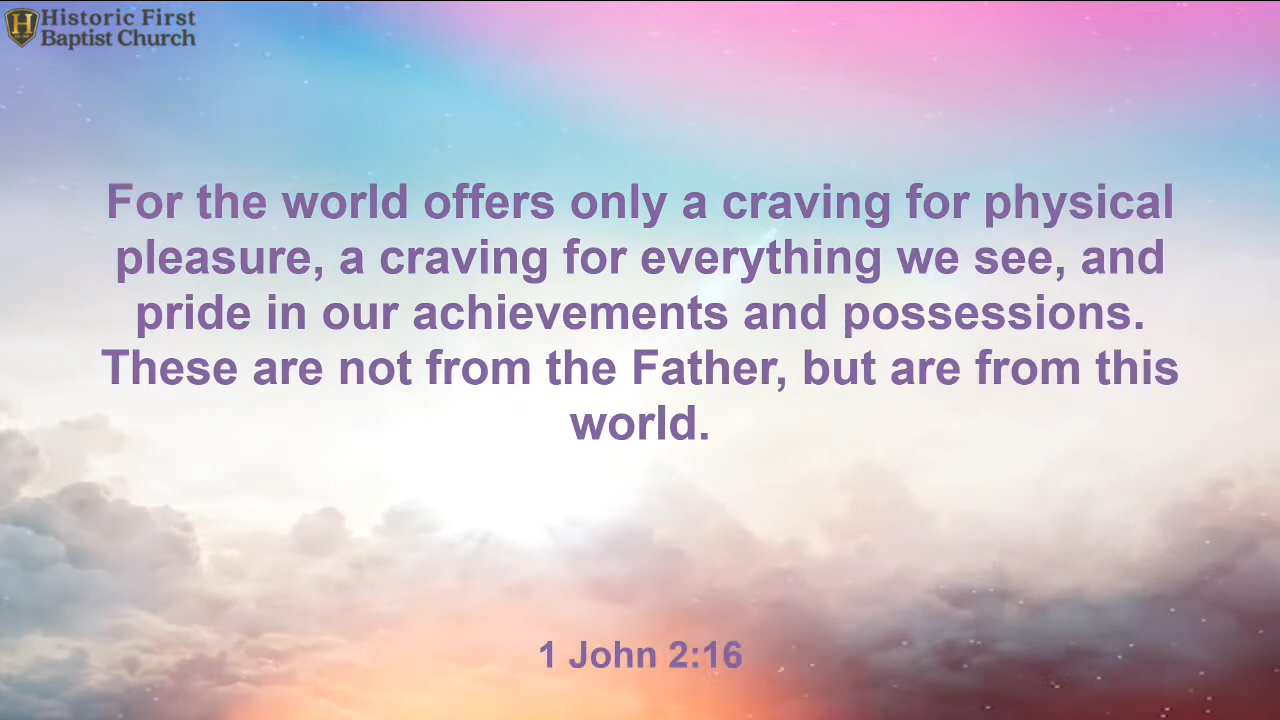 Historic First
Baptist Church
For the world offers only a craving for physical
pleasure, a craving for everything we see, and
pride in our achievements and possessions.
These are not from the Father, but are from this
world.
1 John 2:16